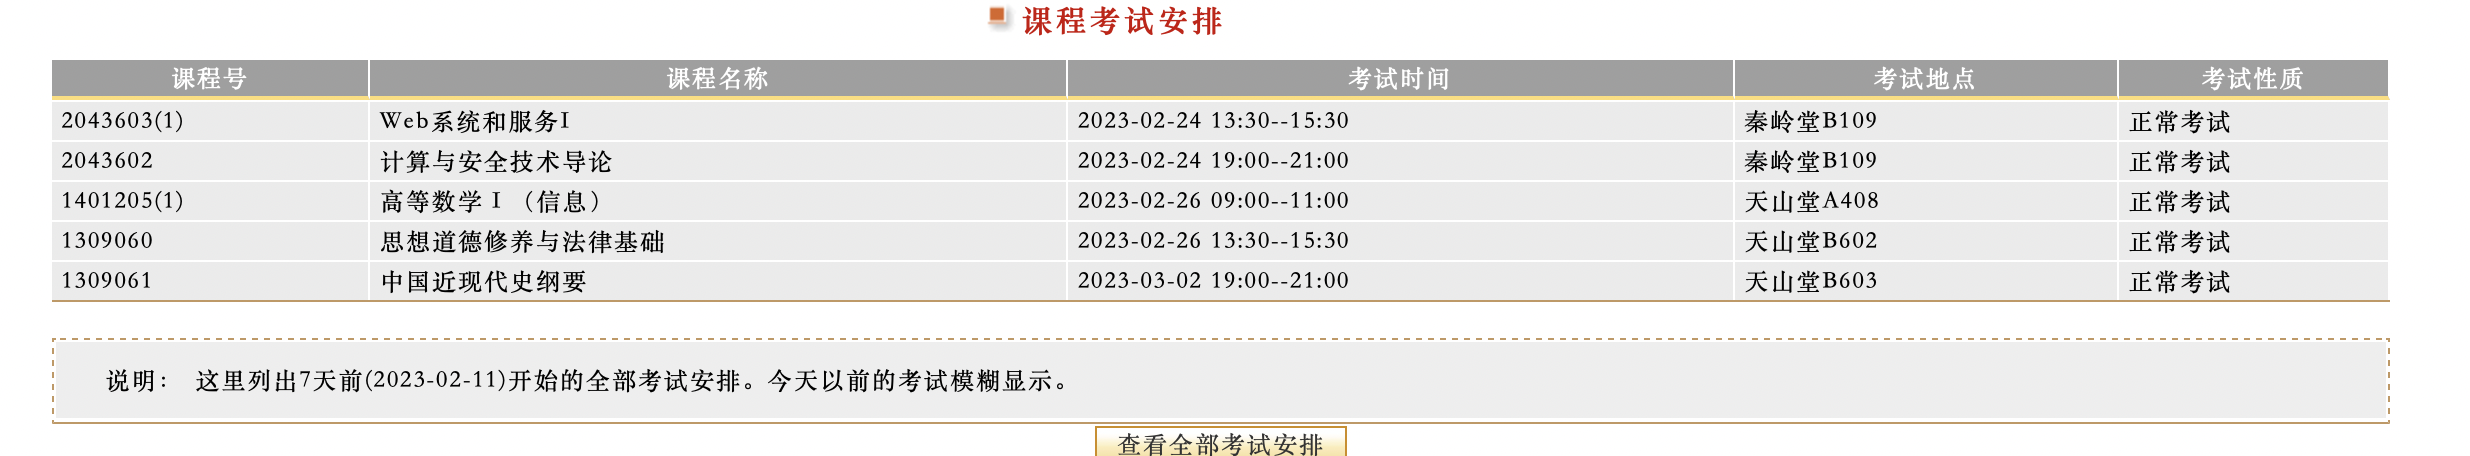 课程考试安排
课程号 课程名称 考试时间 考试地点 考试性质
2043603(1) Web系统和服务I 2023-02-24 13:30--15:30 秦岭堂B109 正常考试
2043602 计算与安全技术导论 2023-02-24 19:00--21:00 秦岭堂B109 正常考试
1401205(1) 高等数学Ⅰ（信息） 2023-02-26 09:00--11:00 天山堂A408 正常考试
1309060 思想道德修养与法律基础 2023-02-26 13:30--15:30 天山堂B602 正常考试
1309061 中国近现代史纲要 2023-03-02 19:00--21:00 天山堂B603 正常考试
说明： 这里列出7天前(2023-02-11)开始的全部考试安排。今天以前的考试模糊显示。
查看全部考试安排